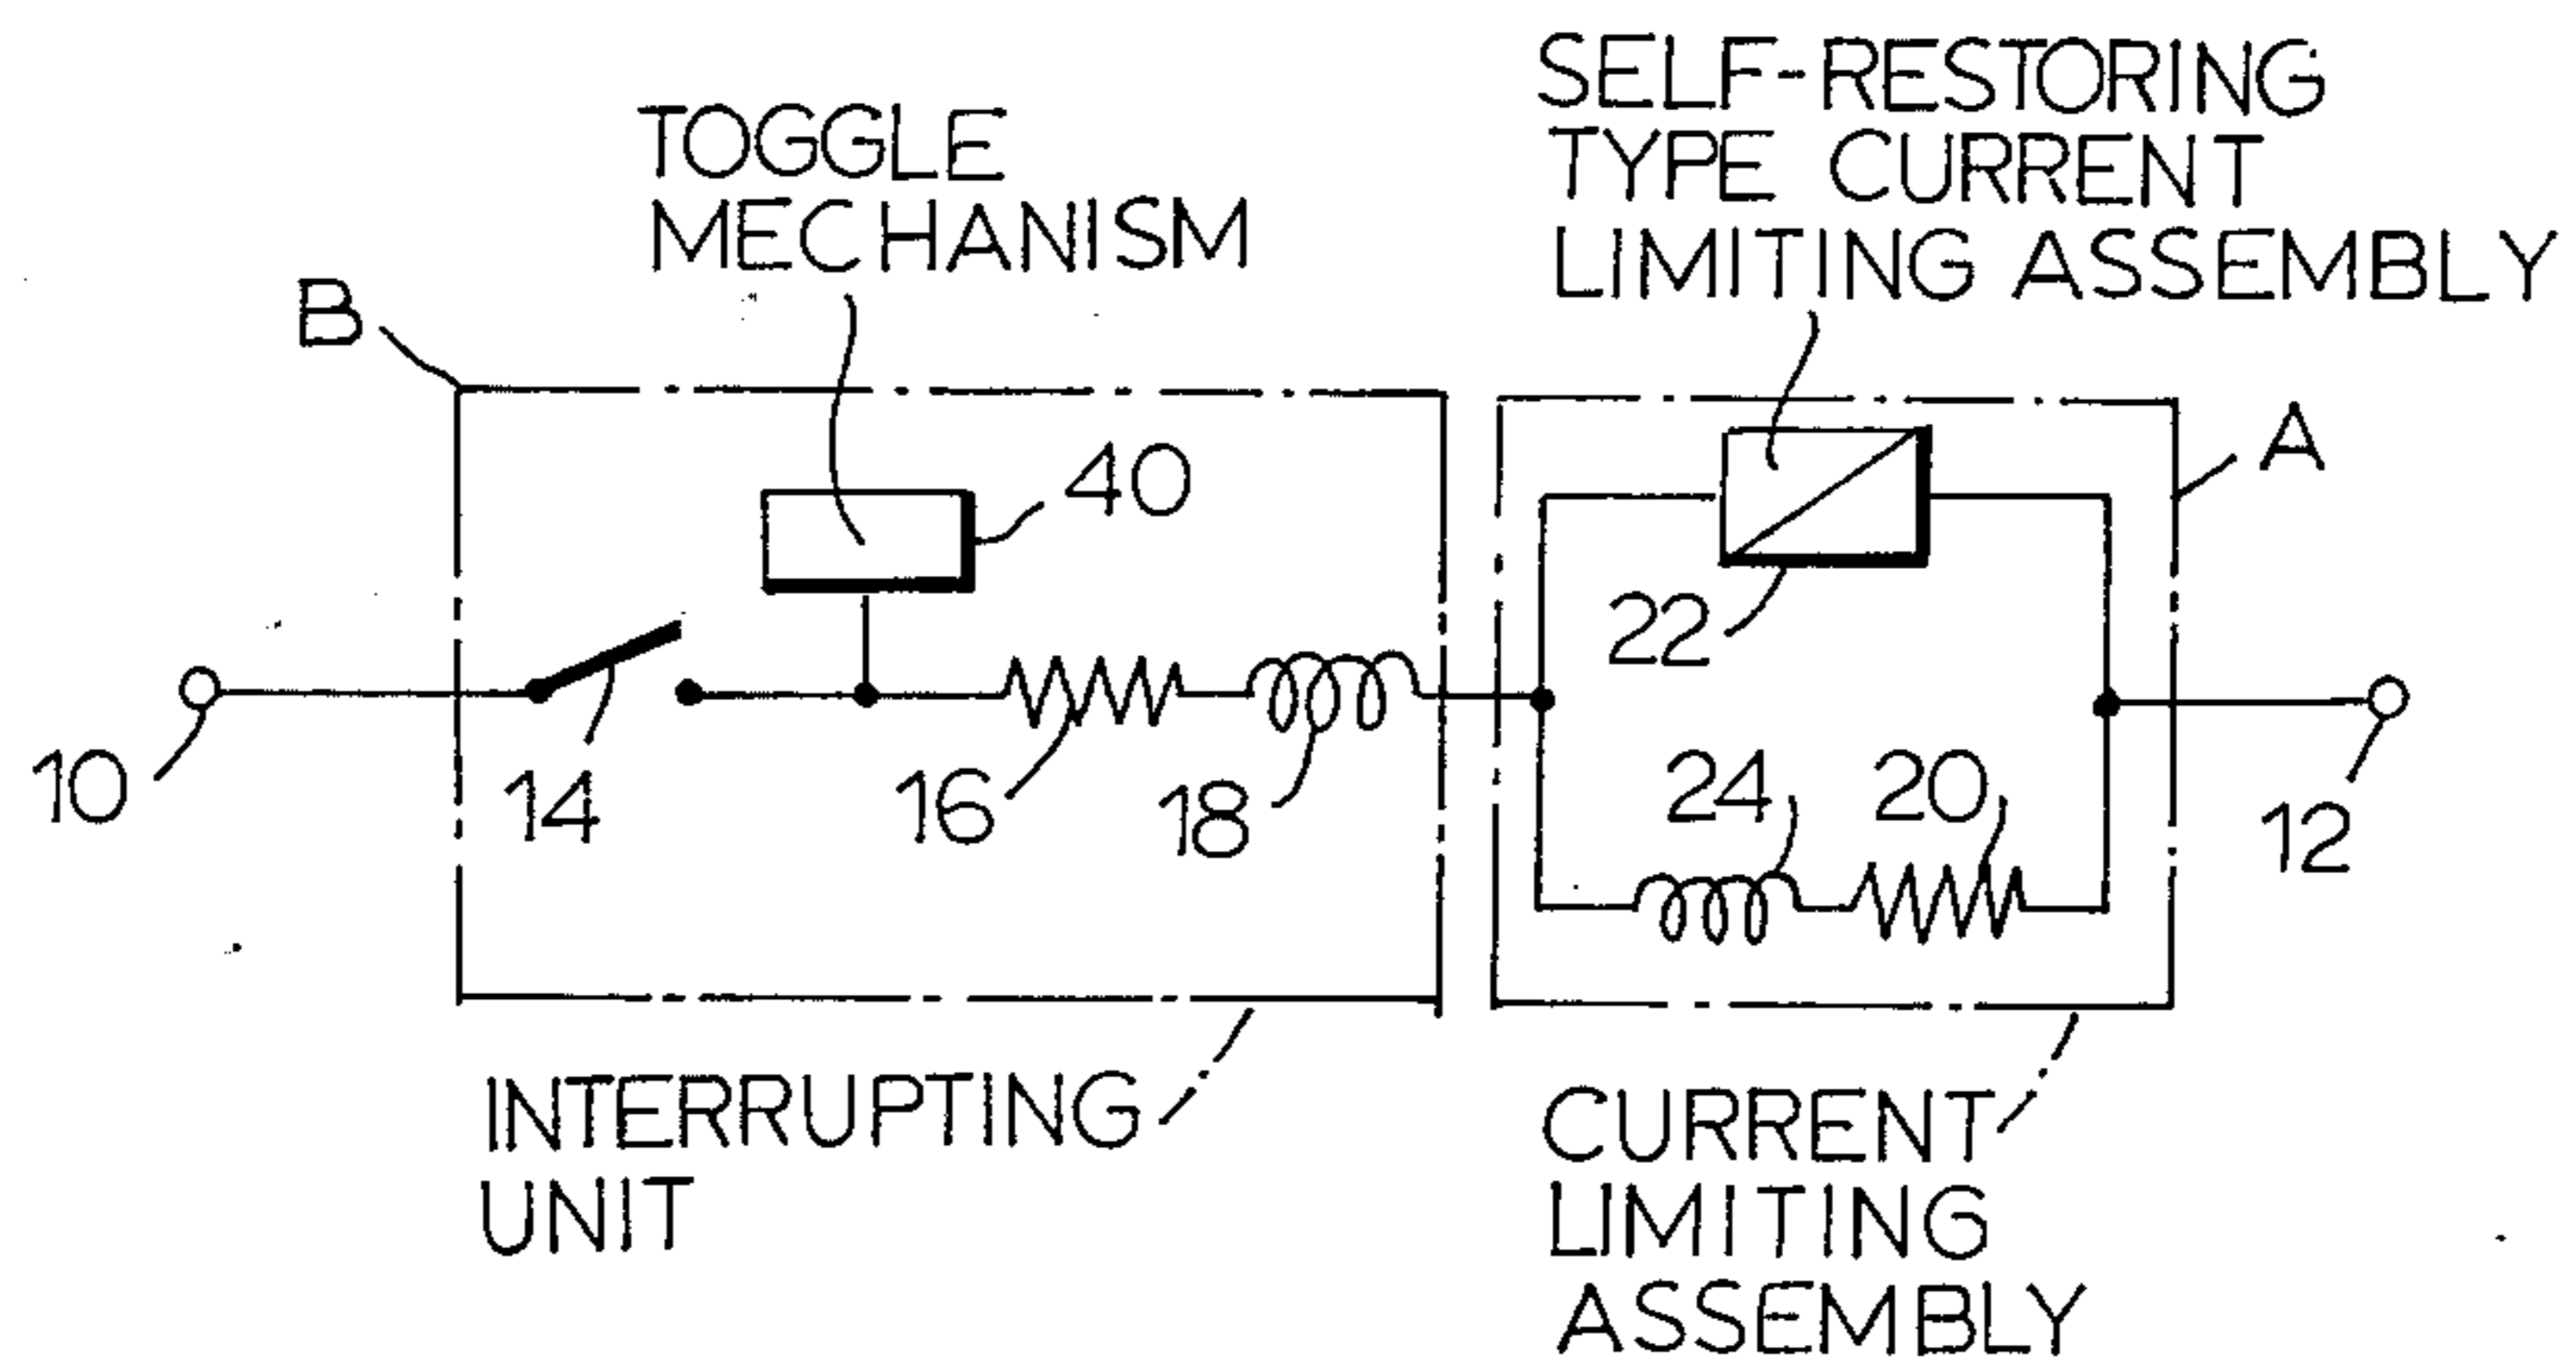 SELF-RESTORING
TYPE CURRENT
LIMITING ASSEMBLY
TOGGLE
MECHANISM
B
A
40
22
10
14
16
18
24
20
12
INTERRUPTING
UNIT
CURRENT
LIMITING
ASSEMBLY